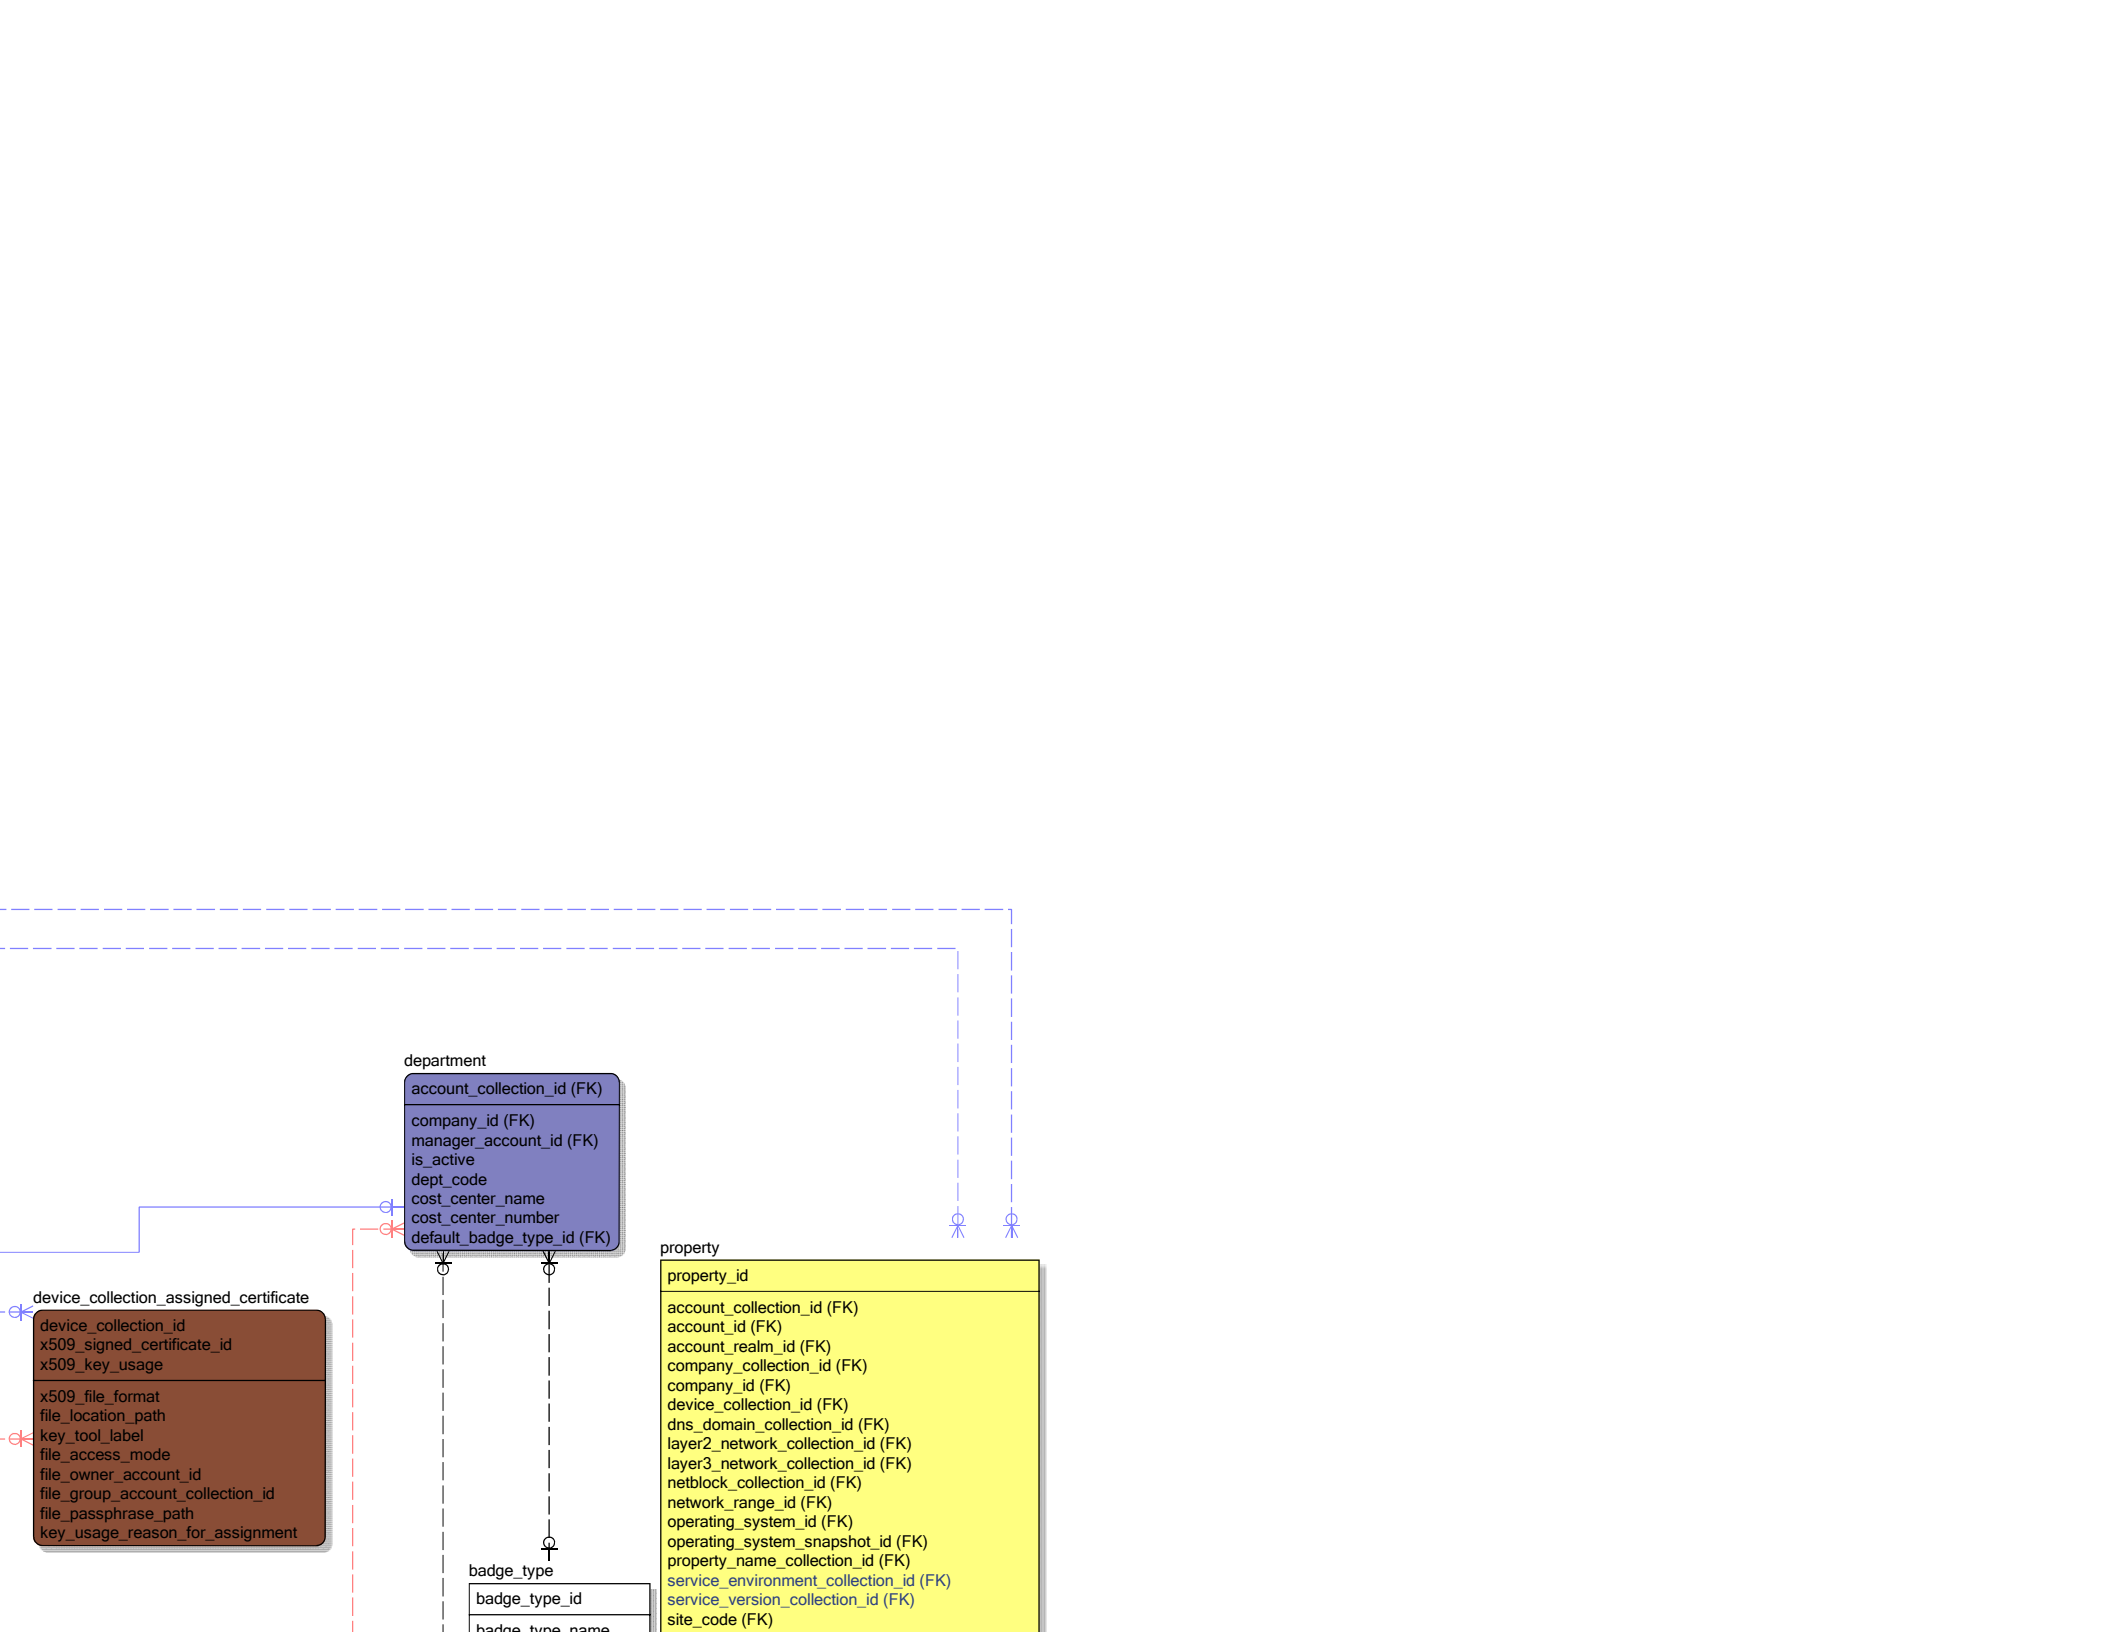 department
account_collection_id (FK)
company_id (FK)
manager_account_id (FK)
is_active
dept_code
cost_center_name
cost_center_number
default_badge_type_id (FK)
device_collection_assigned_certificate
device_collection_id
x509_signed_certificate_id
x509_key_usage
x509_file_format
file_location_path
key_tool_label
file_access_mode
file_owner_account_id
file_group_account_collection_id
file_passphrase_path
key_usage_reason_for_assignment
badge_type
badge_type_id
badge_type_name
property
property_id
account_collection_id (FK)
account_id (FK)
account_realm_id (FK)
company_collection_id (FK)
company_id (FK)
device_collection_id (FK)
dns_domain_collection_id (FK)
layer2_network_collection_id (FK)
layer3_network_collection_id (FK)
netblock_collection_id (FK)
network_range_id (FK)
operating_system_id (FK)
operating_system_snapshot_id (FK)
property_name_collection_id (FK)
service_environment_collection_id (FK)
service_version_collection_id (FK)
site_code (FK)